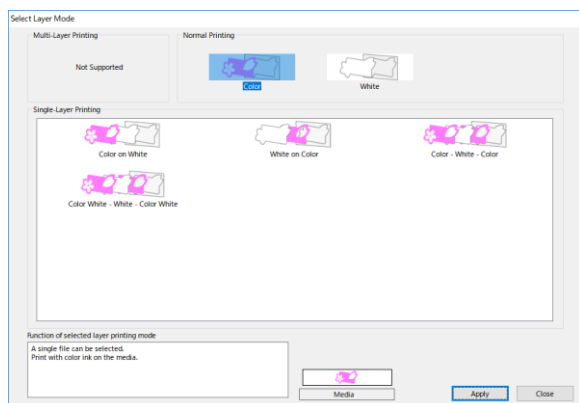 Select Layer Mode
Multi-Layer Printing
Normal Printing
Not Supported
Color
White
Single-Layer Printing
Color on White
White on Color
Color - White - Color
Color White - White - Color White
Function of selected layer printing mode
A single file can be selected.
Print with color ink on the media.
Media
Apply
Close